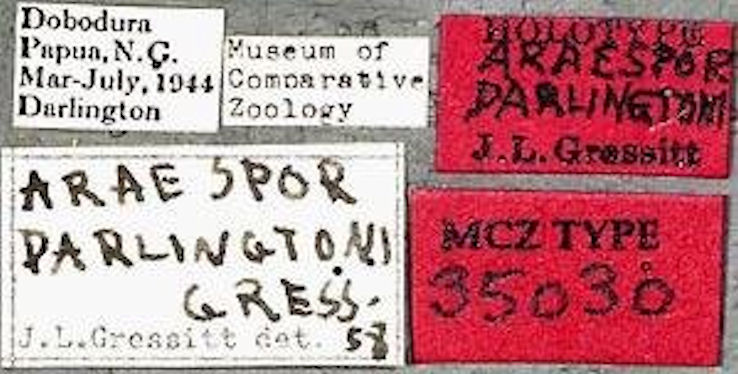 Dobodura
Papua, N.G.
Mar-July, 1944
Darlington
Museum of
Comparative
Zoology
HOLOTYPE
ARAESPOR
DARLINGTONI
J.L. Gressitt
ARAESPOR
DARLINGTONI
GRESS.
J.L.Gressitt det. 58
MCZ TYPE
35030